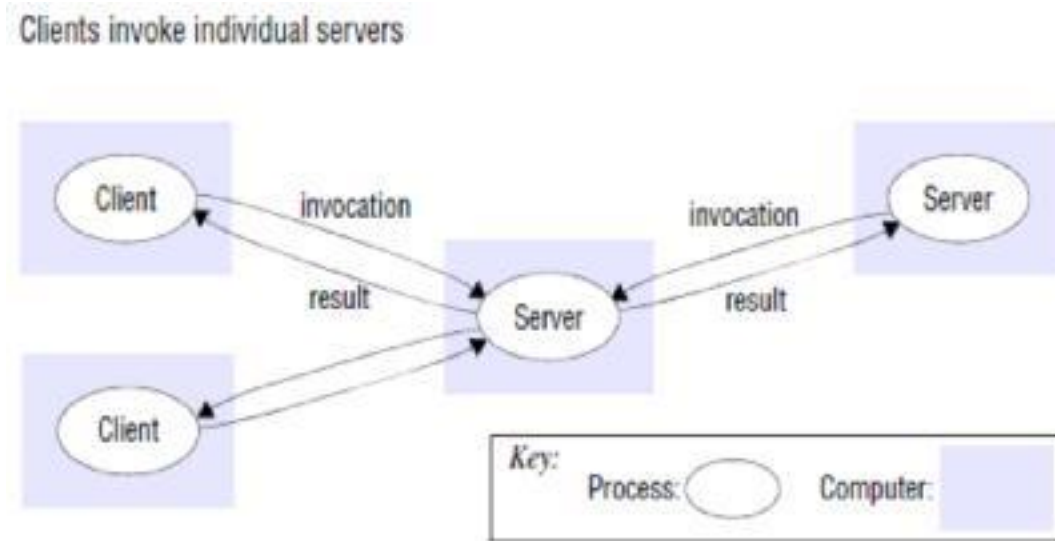 Clients invoke individual servers
Client
invocation
result
Server
invocation
result
Server
Client
Key:
Process:
Computer: